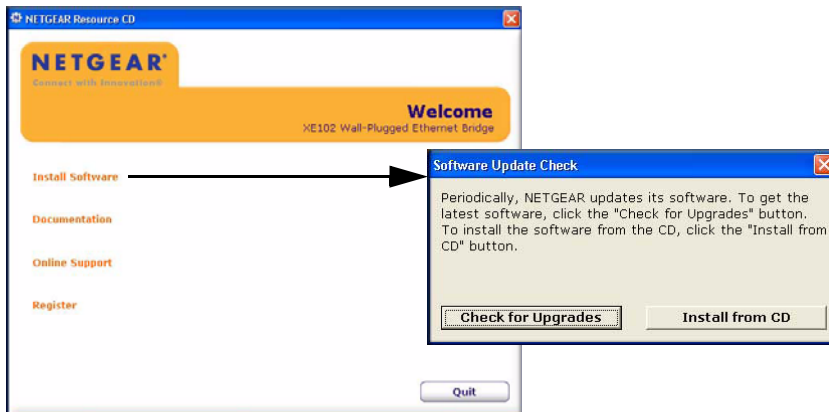 NETGEAR Resource CD
NETGEAR®
Connect with Innovation®
Welcome
XE102 Wall-Plugged Ethernet Bridge
Install Software
Documentation
Online Support
Register
Quit
Software Update Check
Periodically, NETGEAR updates its software. To get the
latest software, click the "Check for Upgrades" button.
To install the software from the CD, click the "Install from
CD" button.
Check for Upgrades
Install from CD